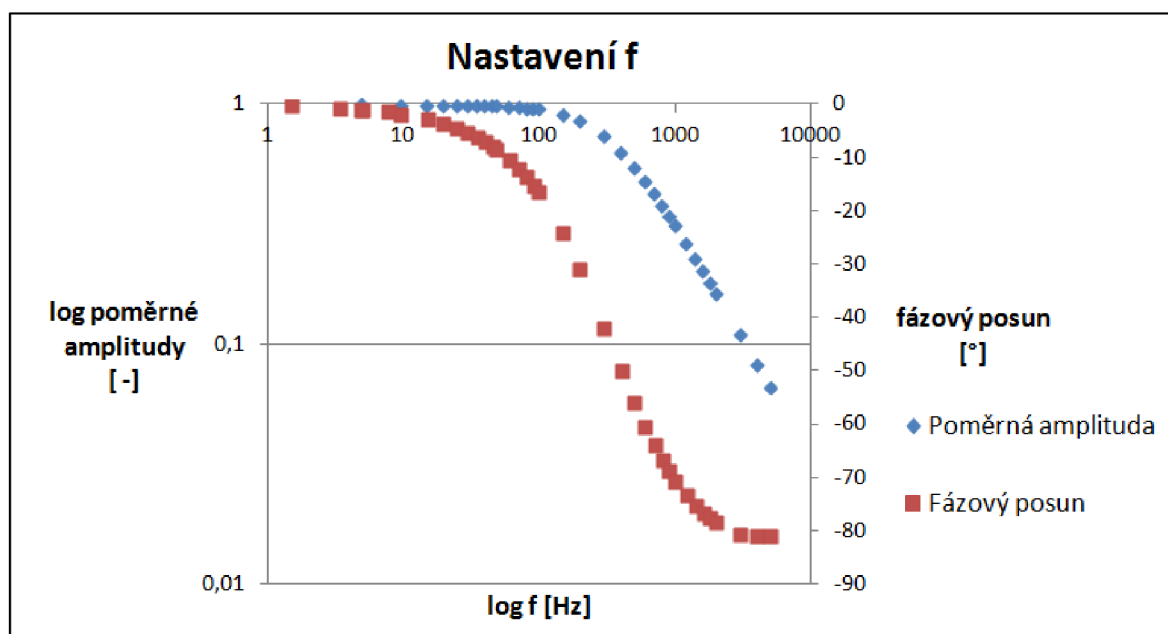 Nastavení f
1
0,1
0,01
log poměrné
amplitudy
[ -]
1
10
100
1000
10000
log f [Hz]
0
-10
-20
-30
-40
-50
-60
-70
-80
-90
fázový posun
[°]
Poměrná amplituda
Fázový posun